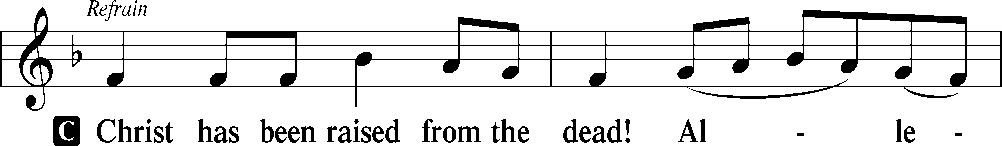 Refrain
C Christ has been raised from the dead! Al - le -